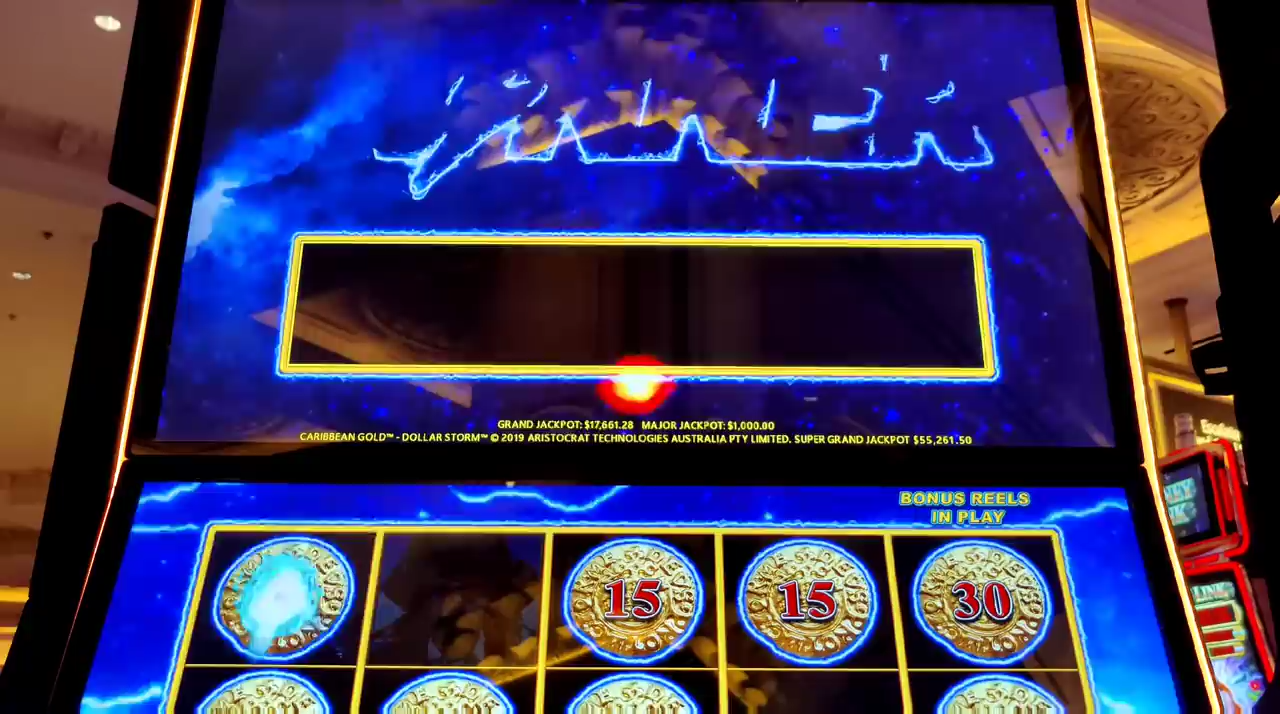 GRAND JACKPOT: $17,661.28 MAJOR JACKPOT: $1,000.00
CARIBBEAN GOLD™ - DOLLAR STORM™ © 2019 ARISTOCRAT TECHNOLOGIES AUSTRALIA PTY LIMITED. SUPER GRAND JACKPOT $55,261.50
BONUS REELS
IN PLAY
15 15 30